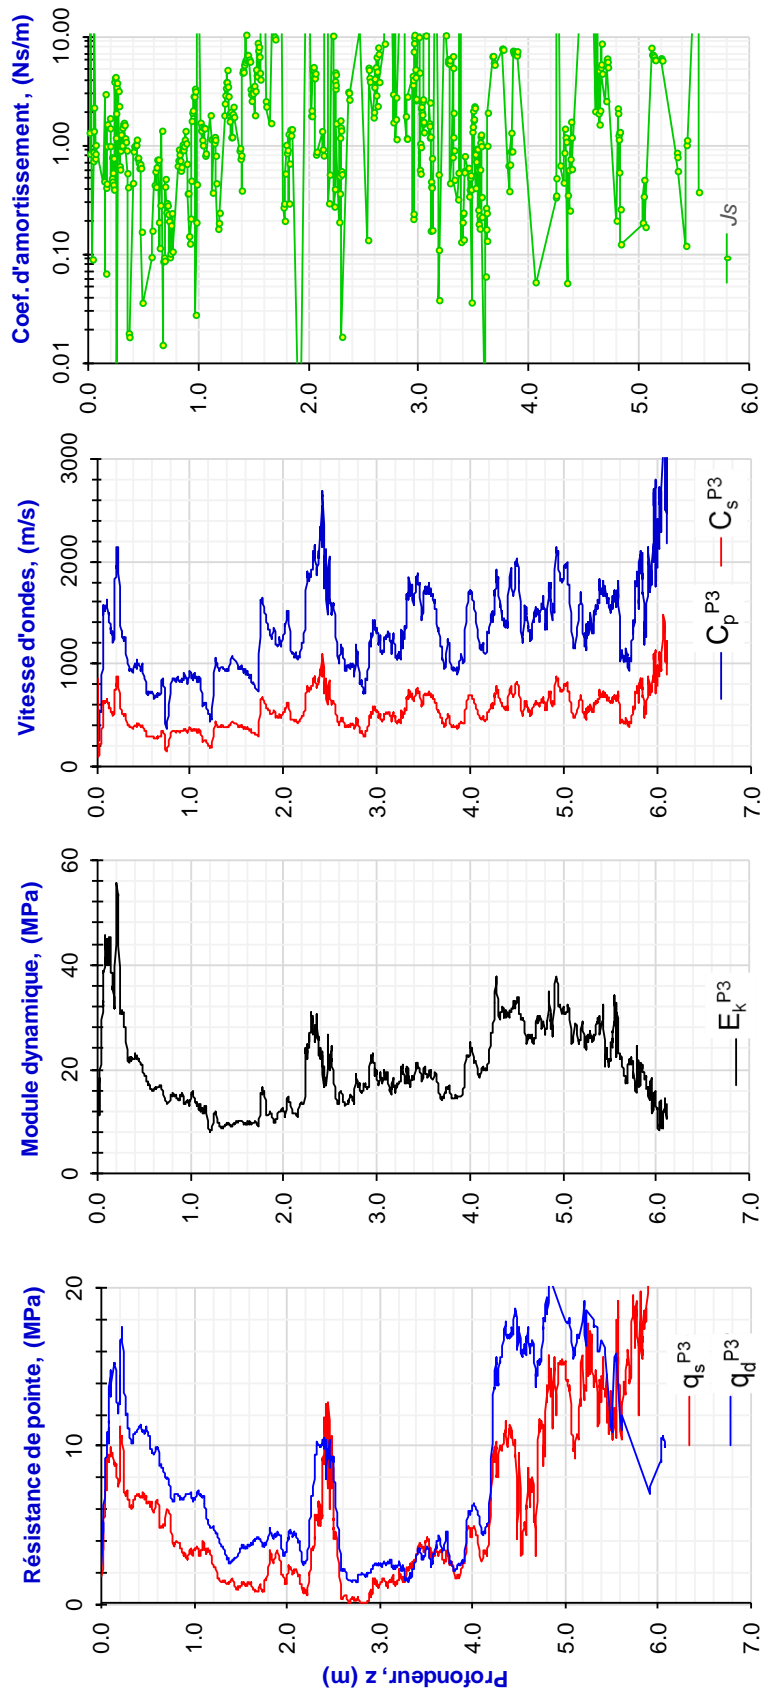 Résistance de pointe, (MPa)
0 10 20
Profondeur, z (m)
0.0
1.0
2.0
3.0
4.0
5.0
6.0
7.0
q_s^P3
q_d^P3
Module dynamique, (MPa)
0 20 40 60
0.0
1.0
2.0
3.0
4.0
5.0
6.0
7.0
E_k^P3
Vitesse d'ondes, (m/s)
0 1000 2000 3000
0.0
1.0
2.0
3.0
4.0
5.0
6.0
7.0
C_p^P3 C_s^P3
Coef. d'amortissement, (Ns/m)
0.01 0.10 1.00 10.00
0.0
1.0
2.0
3.0
4.0
5.0
6.0
Js